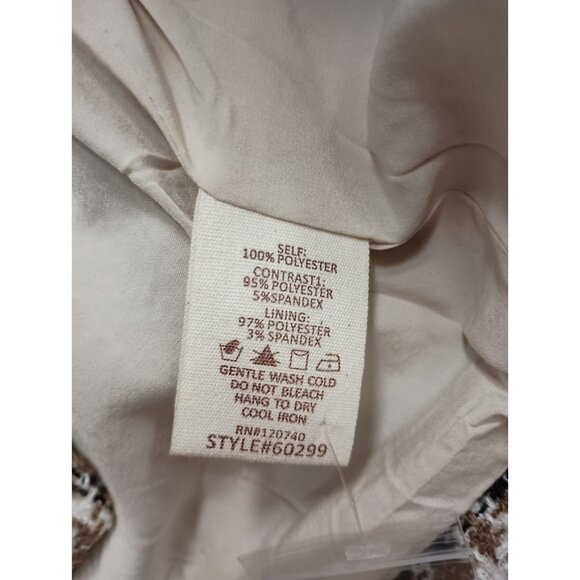 SELF:
100% POLYESTER
CONTRAST1:
95% POLYESTER
5%SPANDEX
LINING:
97% POLYESTER
3% SPANDEX
GENTLE WASH COLD
DO NOT BLEACH
HANG TO DRY
COOL IRON
RN#120740
STYLE#60299